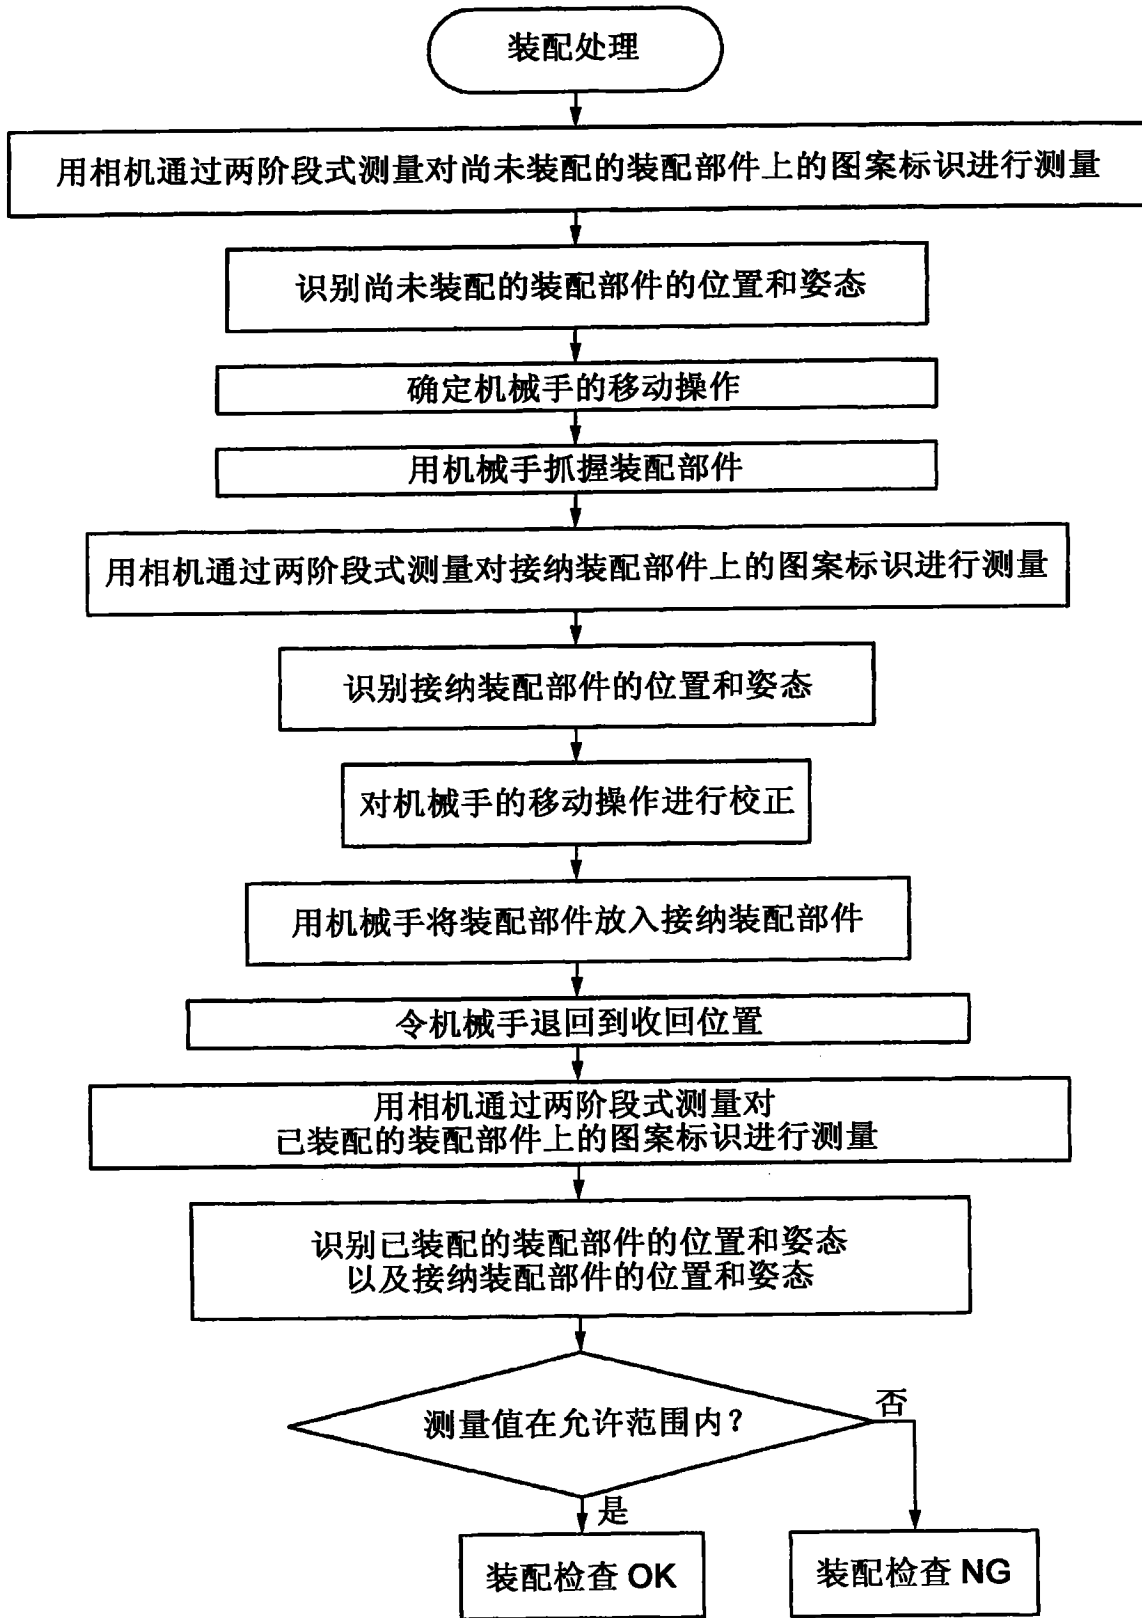 装配处理
用相机通过两阶段式测量对尚未装配的装配部件上的图案标识进行测量
识别尚未装配的装配部件的位置和姿态
确定机械手的移动操作
用机械手抓握装配部件
用相机通过两阶段式测量对接纳装配部件上的图案标识进行测量
识别接纳装配部件的位置和姿态
对机械手的移动操作进行校正
用机械手将装配部件放入接纳装配部件
令机械手退回到收回位置
用相机通过两阶段式测量对
已装配的装配部件上的图案标识进行测量
识别已装配的装配部件的位置和姿态
以及接纳装配部件的位置和姿态
测量值在允许范围内？
否
是
装配检查 OK
装配检查 NG